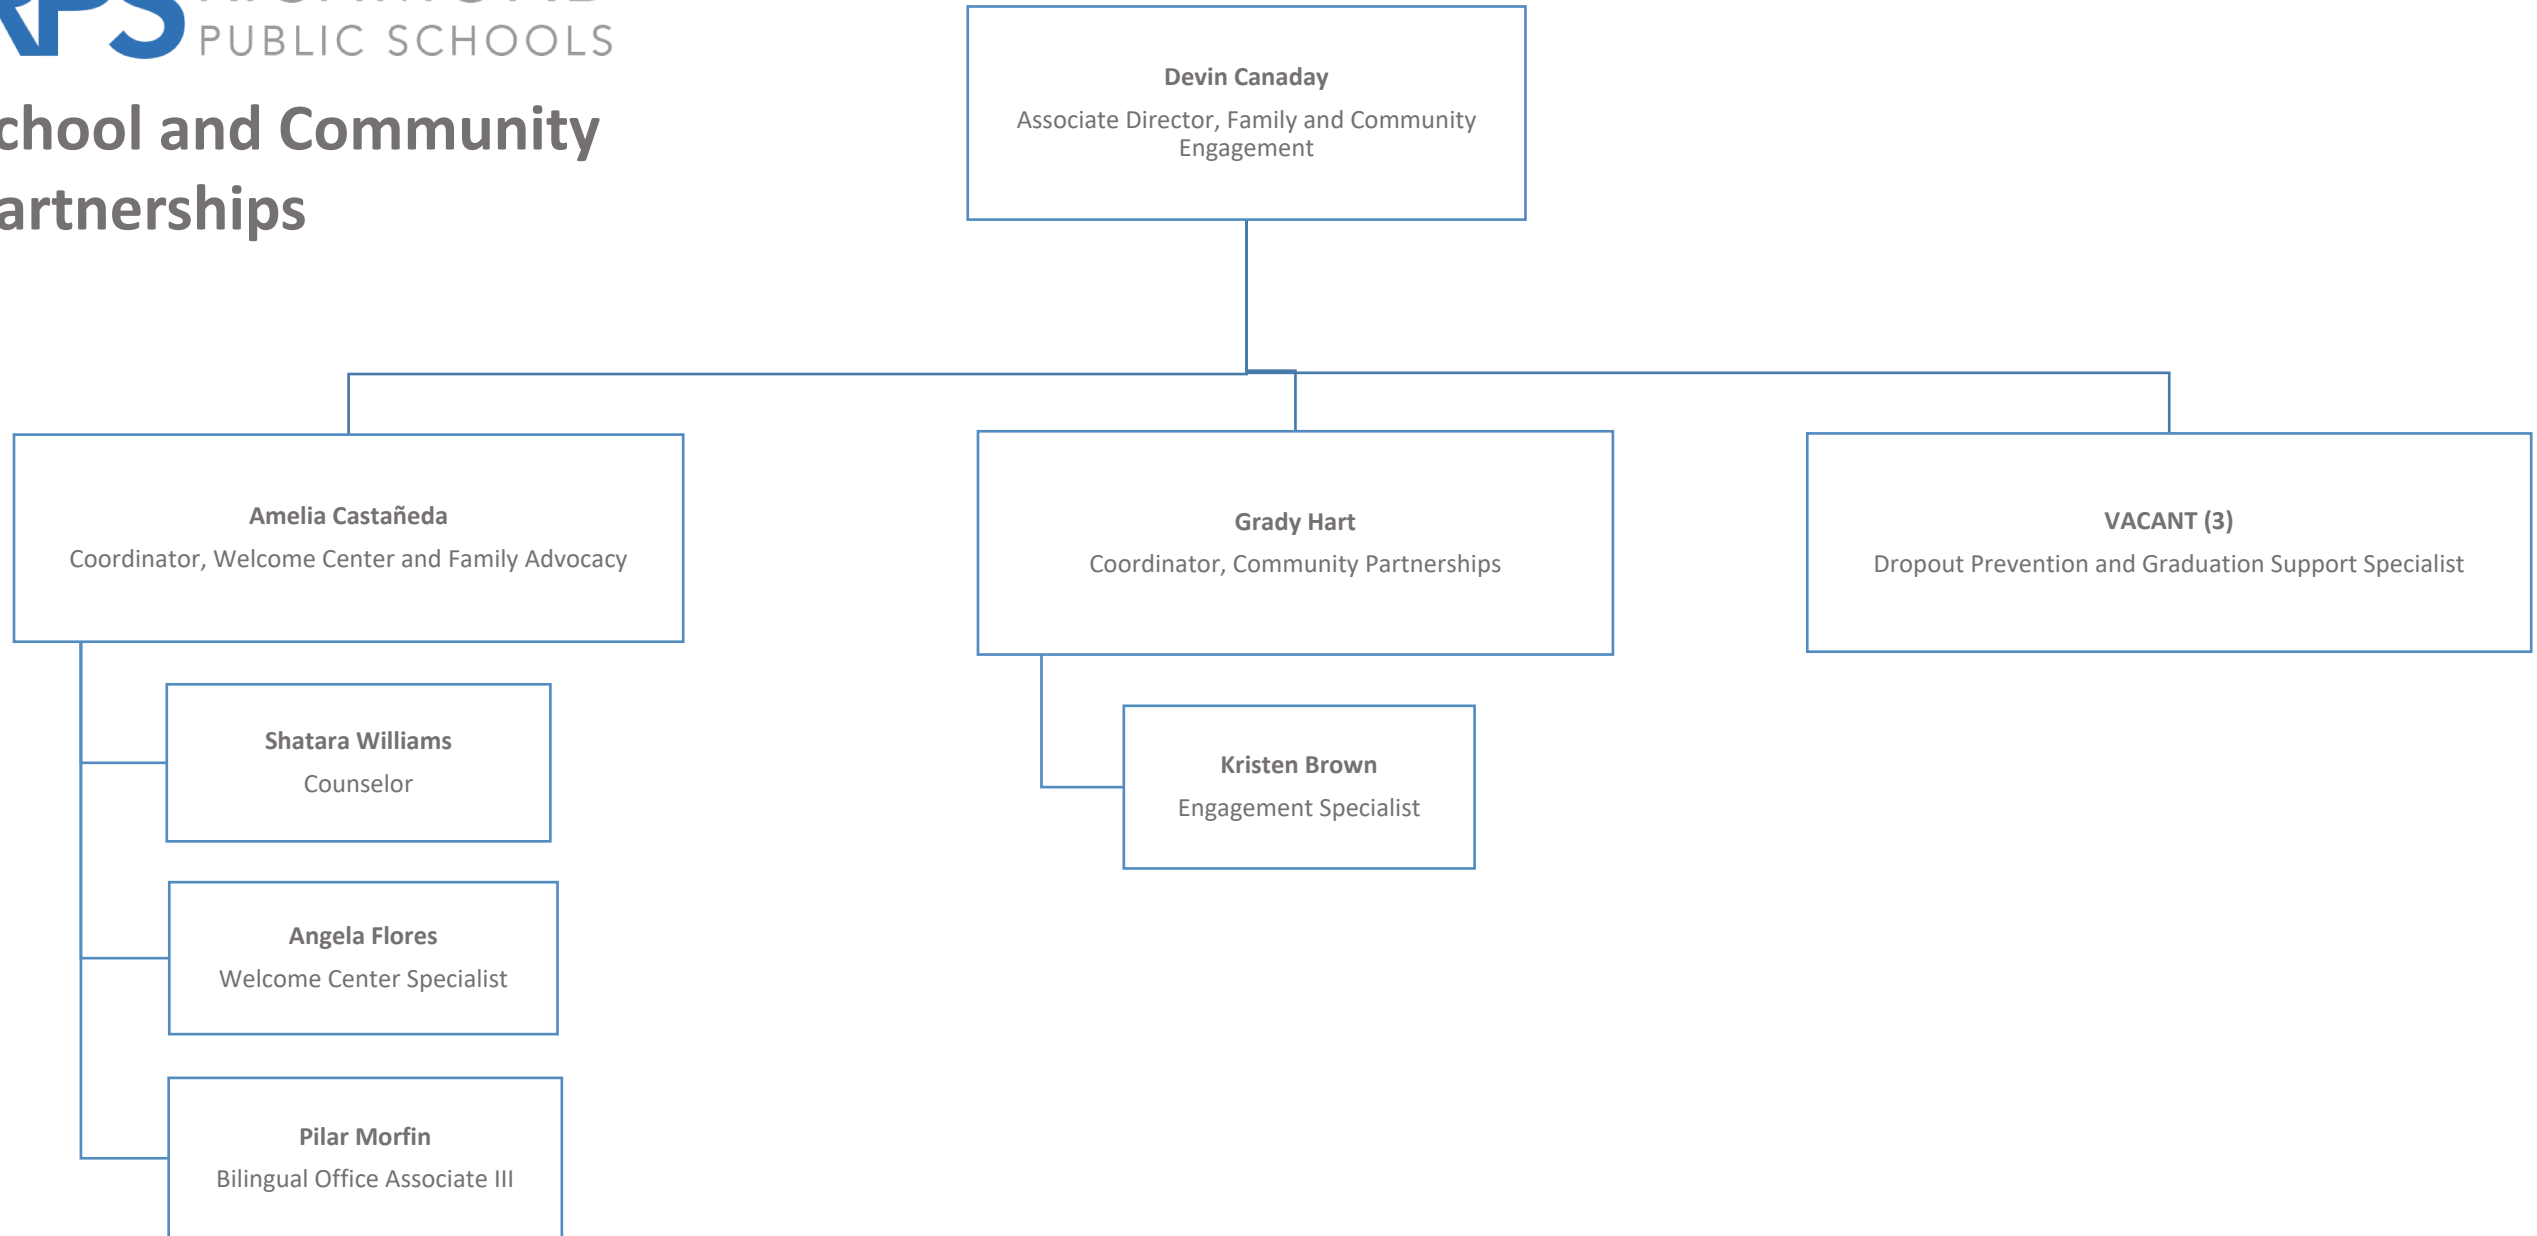 RPS
PUBLIC SCHOOLS
chool and Community
artnerships
Devin Canaday
Associate Director, Family and Community
Engagement
Amelia Castañeda
Coordinator, Welcome Center and Family Advocacy
Grady Hart
Coordinator, Community Partnerships
VACANT (3)
Dropout Prevention and Graduation Support Specialist
Shatara Williams
Counselor
Kristen Brown
Engagement Specialist
Angela Flores
Welcome Center Specialist
Pilar Morfin
Bilingual Office Associate III